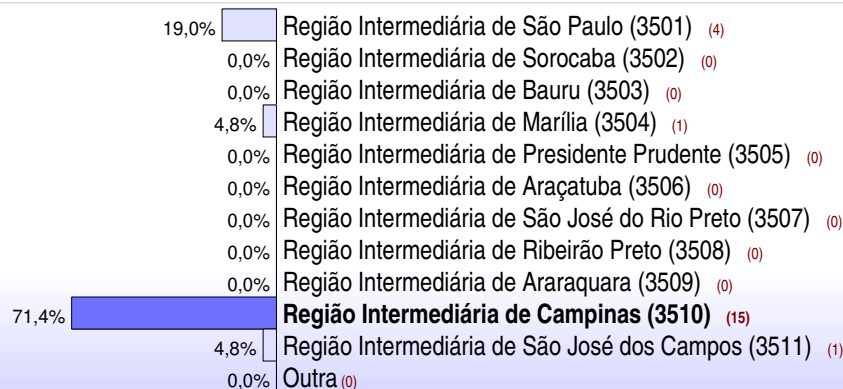 19,0% Região Intermediária de São Paulo (3501) (4)
0,0% Região Intermediária de Sorocaba (3502) (0)
0,0% Região Intermediária de Bauru (3503) (0)
4,8% Região Intermediária de Marília (3504) (1)
0,0% Região Intermediária de Presidente Prudente (3505) (0)
0,0% Região Intermediária de Araçatuba (3506) (0)
0,0% Região Intermediária de São José do Rio Preto (3507) (0)
0,0% Região Intermediária de Ribeirão Preto (3508) (0)
0,0% Região Intermediária de Araraquara (3509) (0)
71,4% Região Intermediária de Campinas (3510) (15)
4,8% Região Intermediária de São José dos Campos (3511) (1)
0,0% Outra (0)